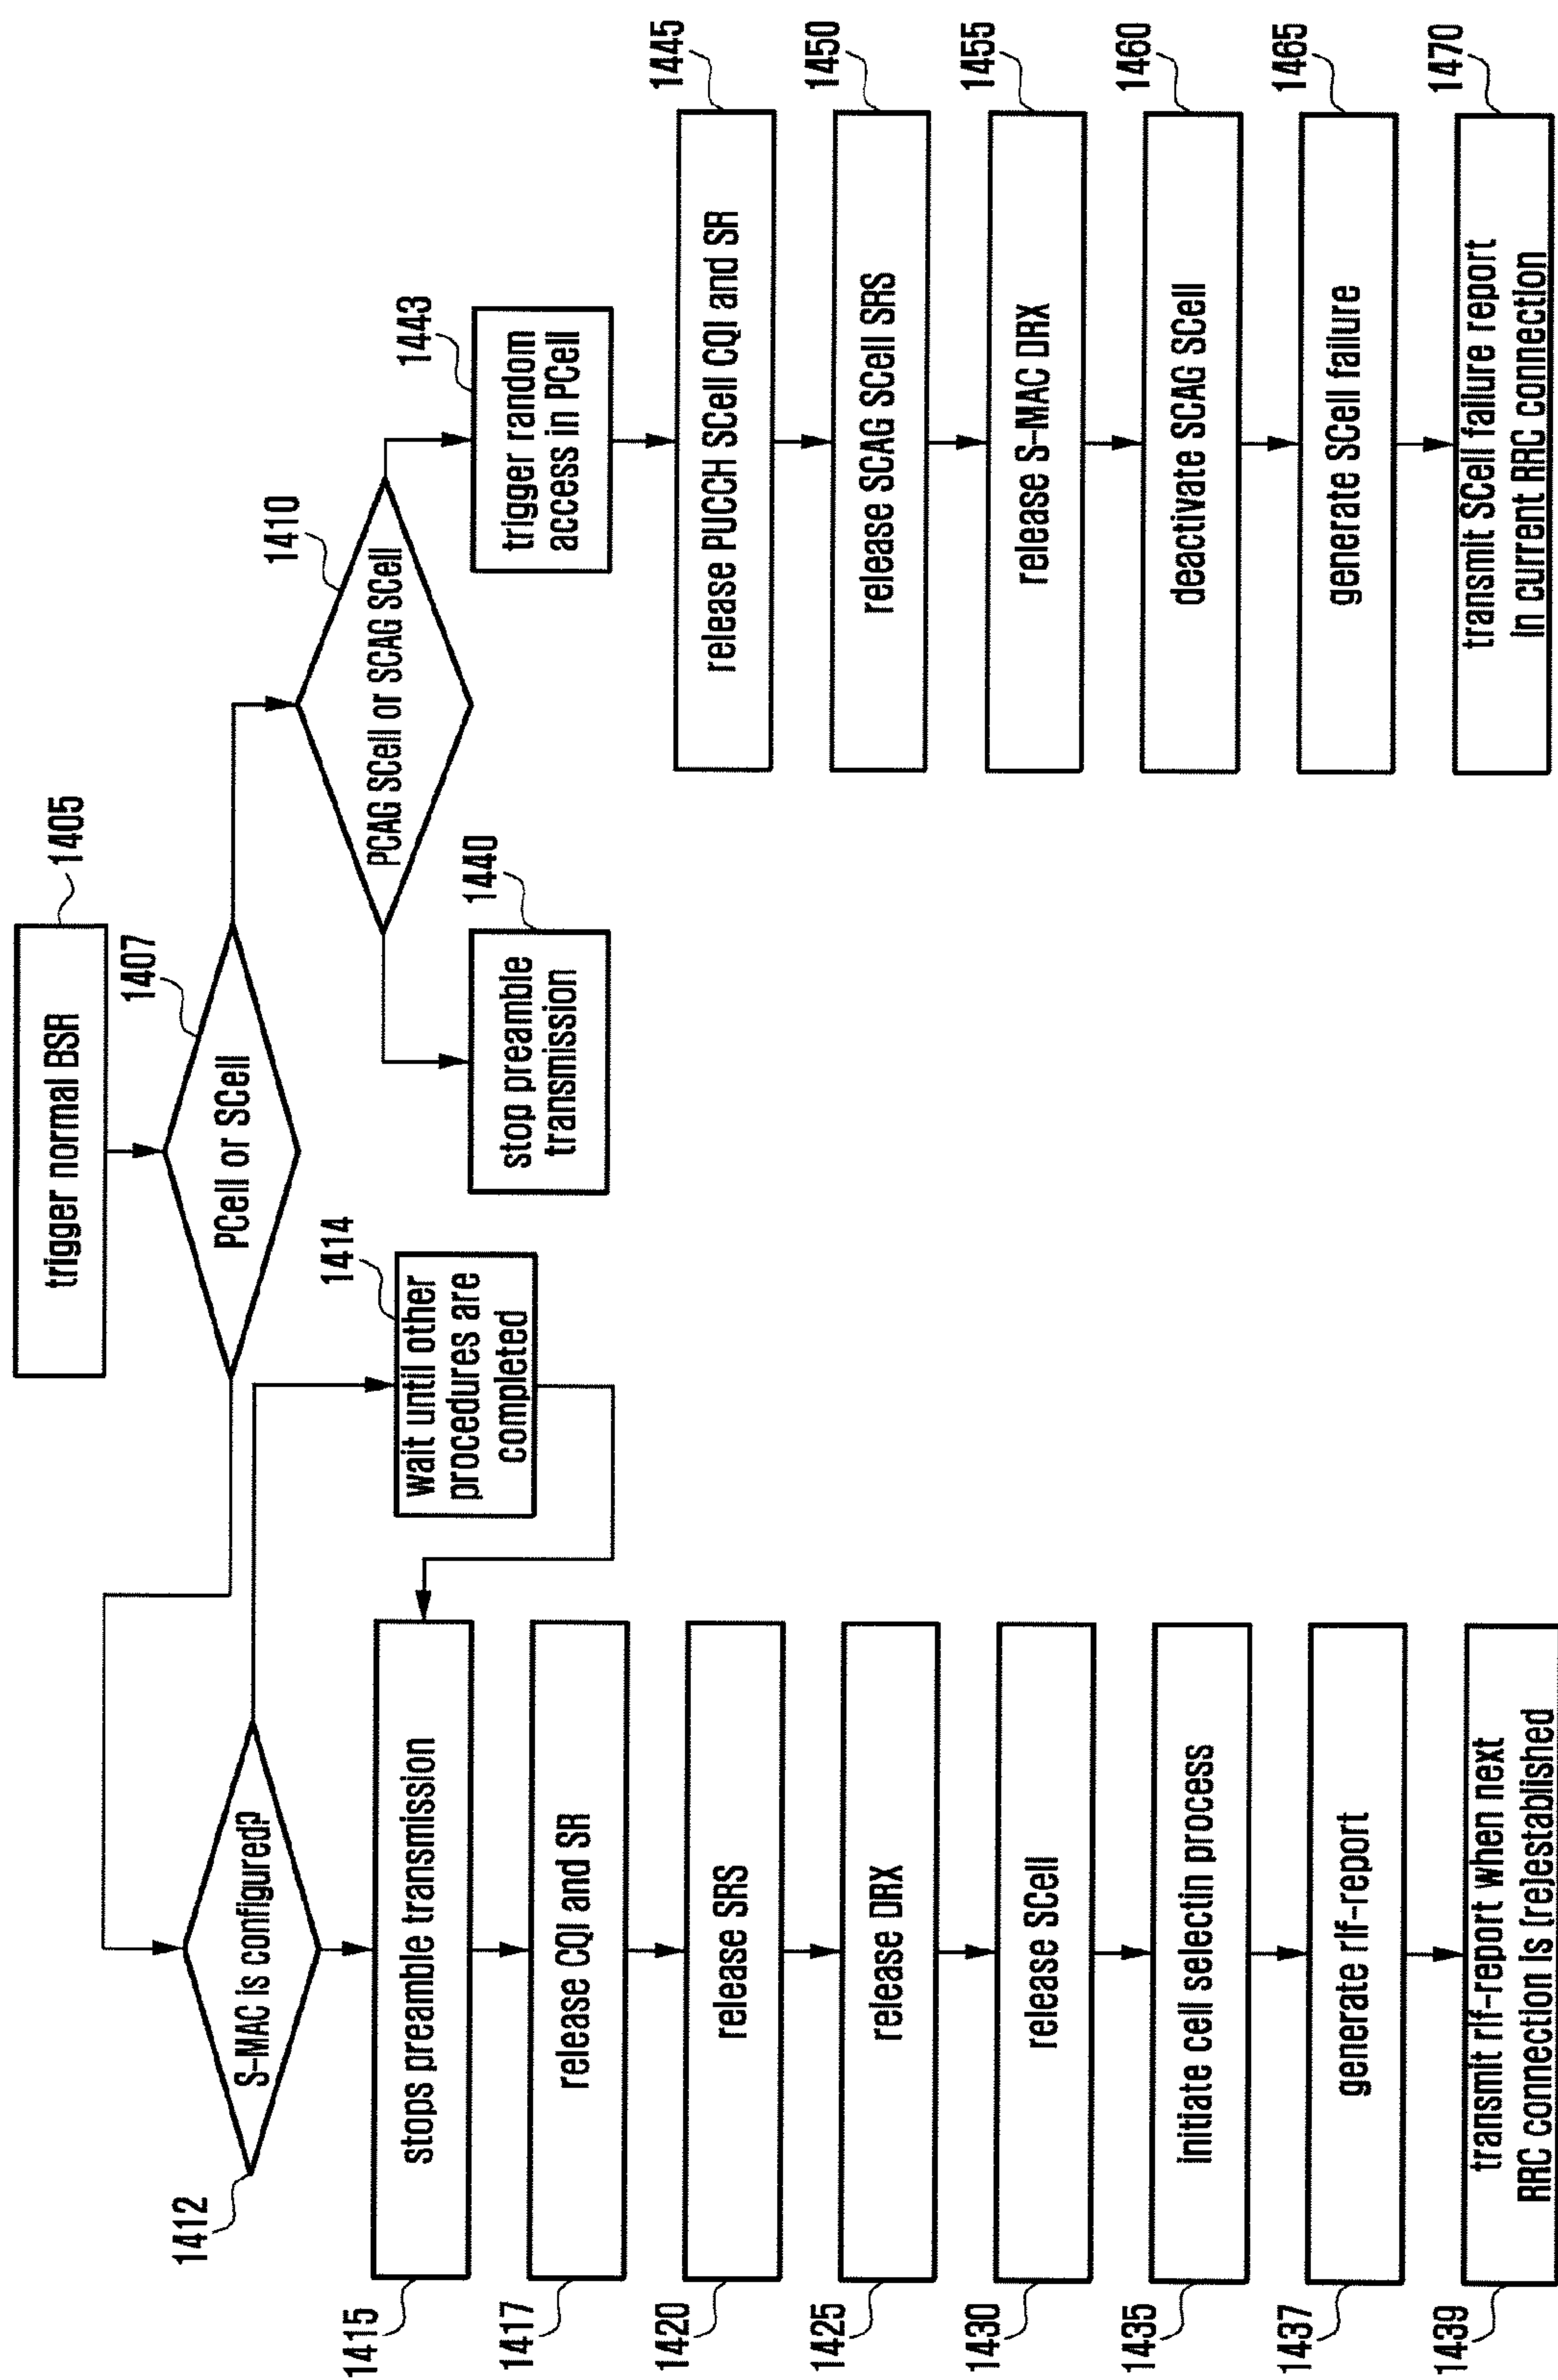 trigger normal BSR
1405
PCell or SCell
1407
S-MAC is configured?
1412
wait until other
procedures are
completed
1414
stops preamble transmission
1415
release CQI and SR
1417
release SRS
1420
release DRX
1425
release SCell
1430
initiate cell selectin process
1435
generate rlf-report
1437
transmit rlf-report when next
RRC connection is (re)established
1439
PCAG SCell or SCAG SCell
1410
stop preamble
transmission
1440
trigger random
access in PCell
1443
release PUCCH SCell CQI and SR
1445
release SCAG SCell SRS
1450
release S-MAC DRX
1455
deactivate SCAG SCell
1460
generate SCell failure
1465
transmit SCell failure report
in current RRC connection
1470